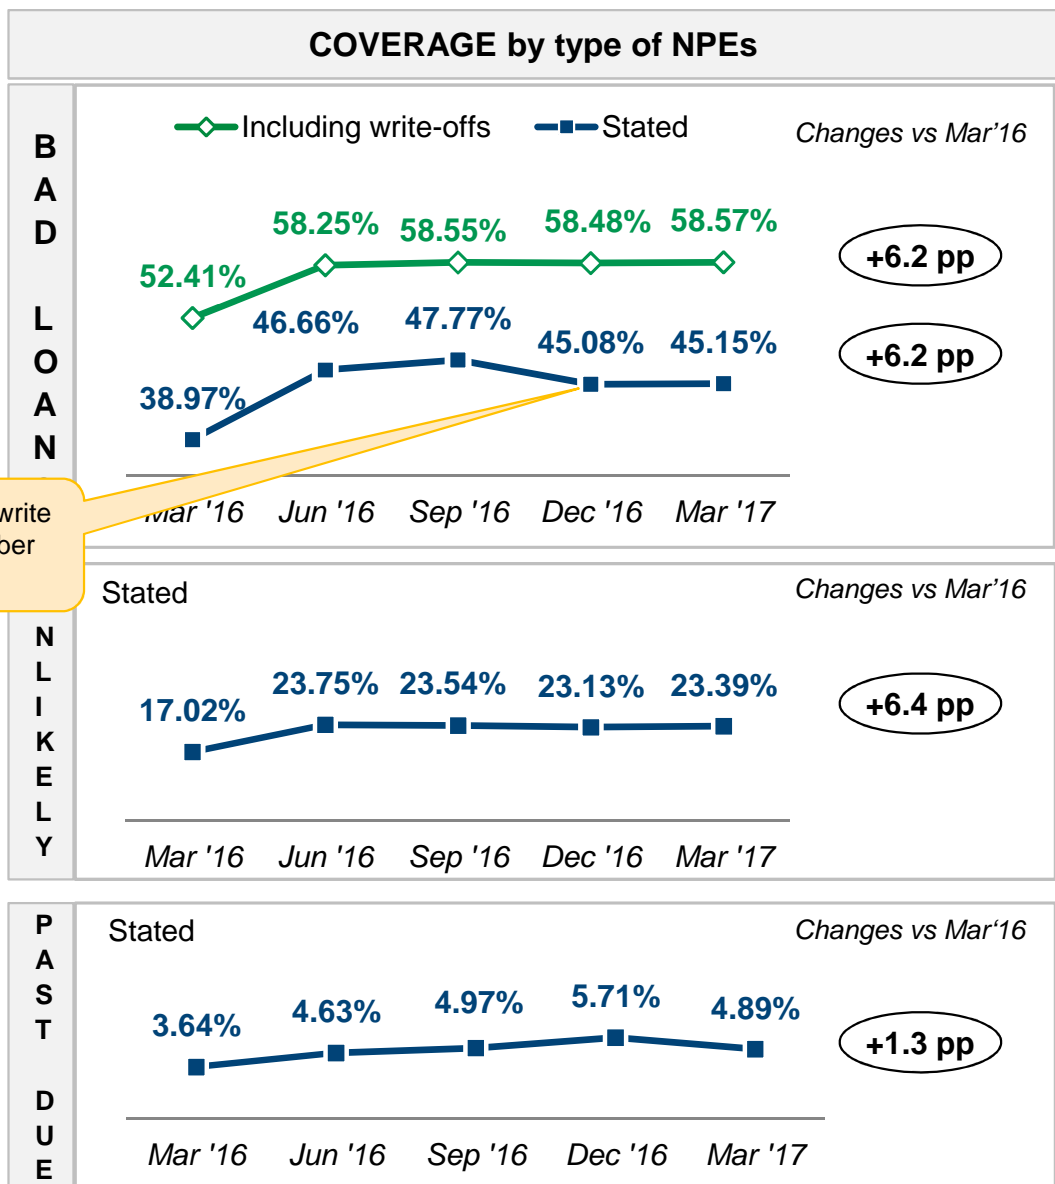 COVERAGE by type of NPEs
BAD LOAN
Including write-offs
Stated
Changes vs Mar’16
52.41%
58.25%
58.55%
58.48%
58.57%
+6.2 pp
38.97%
46.66%
47.77%
45.08%
45.15%
+6.2 pp
Mar '16 Jun '16 Sep '16 Dec '16 Mar '17
write
NLIKELY
Stated
Changes vs Mar’16
17.02%
23.75%
23.54%
23.13%
23.39%
+6.4 pp
Mar '16 Jun '16 Sep '16 Dec '16 Mar '17
PAST DUE
Stated
Changes vs Mar‘16
3.64%
4.63%
4.97%
5.71%
4.89%
+1.3 pp
Mar '16 Jun '16 Sep '16 Dec '16 Mar '17